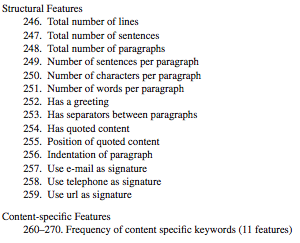 Structural Features
246. Total number of lines
247. Total number of sentences
248. Total number of paragraphs
249. Number of sentences per paragraph
250. Number of characters per paragraph
251. Number of words per paragraph
252. Has a greeting
253. Has separators between paragraphs
254. Has quoted content
255. Position of quoted content
256. Indentation of paragraph
257. Use e-mail as signature
258. Use telephone as signature
259. Use url as signature
Content-specific Features
260–270. Frequency of content specific keywords (11 features)